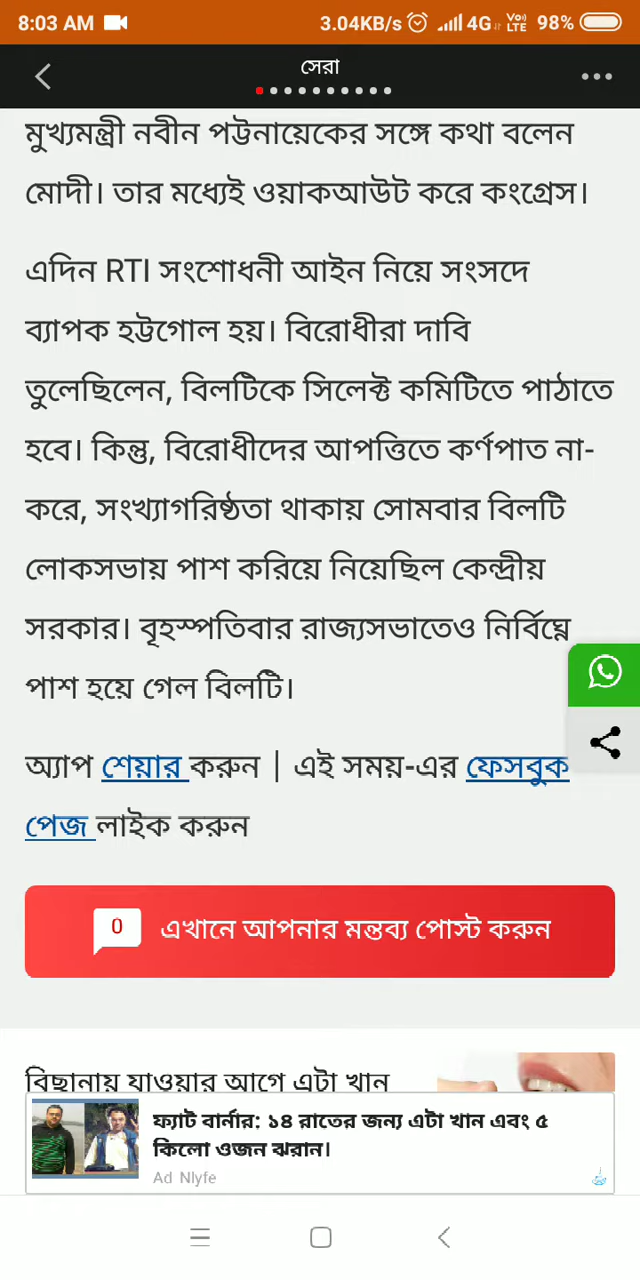 8:03 AM 3.04KB/s 4G VoLTE 98%
সেরা
মুখ্যমন্ত্রী নবীন পট্টনায়েকের সঙ্গে কথা বলেন
মোদী। তার মধ্যেই ওয়াকআউট করে কংগ্রেস।
এদিন RTI সংশোধনী আইন নিয়ে সংসদে
ব্যাপক হট্টগোল হয়। বিরোধীরা দাবি
তুলেছিলেন, বিলটিকে সিলেক্ট কমিটিতে পাঠাতে
হবে। কিন্তু, বিরোধীদের আপত্তিতে কর্ণপাত না-
করে, সংখ্যাগরিষ্ঠতা থাকায় সোমবার বিলটি
লোকসভায় পাশ করিয়ে নিয়েছিল কেন্দ্রীয়
সরকার। বৃহস্পতিবার রাজ্যসভাতেও নির্বিঘ্নে
পাশ হয়ে গেল বিলটি।
অ্যাপ শেয়ার করুন | এই সময়-এর ফেসবুক
পেজ লাইক করুন
0 এখানে আপনার মন্তব্য পোস্ট করুন
বিছানায় যাওয়ার আগে এটা খান
ফ্যাট বার্নার: ১৪ রাতের জন্য এটা খান এবং ৫
কিলো ওজন ঝরান।
Ad Nlyfe